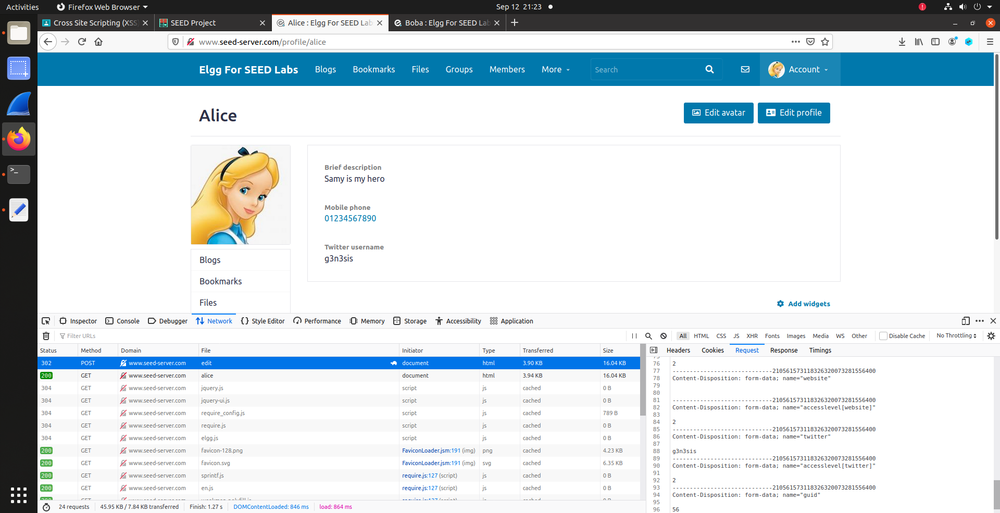 Activities
Firefox Web Browser
Sep 12 21:23
Cross Site Scripting (XSS
SEED Project
Alice : Elgg For SEED Lab
Boba : Elgg For SEED Lab
www.seed-server.com/profile/alice
Elgg For SEED Labs
Blogs
Bookmarks
Files
Groups
Members
More
Search
Account
Alice
Edit avatar
Edit profile
Brief description
Samy is my hero
Mobile phone
01234567890
Twitter username
g3n3sis
Blogs
Bookmarks
Files
Add widgets
Inspector
Console
Debugger
Network
Style Editor
Performance
Memory
Storage
Accessibility
Application
Filter URLs
All HTML CSS JS XHR Fonts Images Media WS Other
Disable Cache
No Throttling
Status Method Domain File Initiator Type Transferred Size
302 POST www.seed-server.com edit document html 3.90 KB 16.04 KB
200 GET www.seed-server.com alice document html 3.94 KB 16.04 KB
304 GET www.seed-server.com jquery.js script js cached 0 B
304 GET www.seed-server.com jquery-ui.js script js cached 0 B
304 GET www.seed-server.com require_config.js script js cached 789 B
304 GET www.seed-server.com require.js script js cached 0 B
304 GET www.seed-server.com elgg.js script js cached 0 B
200 GET www.seed-server.com favicon-128.png FaviconLoader.jsm:191 (img) png cached 4.23 KB
200 GET www.seed-server.com favicon.svg FaviconLoader.jsm:191 (img) svg cached 6.35 KB
200 GET www.seed-server.com sprintf.js require.js:127 (script) js cached 0 B
200 GET www.seed-server.com en.js require.js:127 (script) js cached 0 B
24 requests
45.95 KB / 7.84 KB transferred
Finish: 1.27 s
DOMContentLoaded: 846 ms
load: 864 ms
Headers
Cookies
Request
Response
Timings
75
76 2
77 -----------------------------210561573118326320073281556400
78 Content-Disposition: form-data; name="website"
79
80
81 -----------------------------210561573118326320073281556400
82 Content-Disposition: form-data; name="accesslevel[website]"
83
84 2
85 -----------------------------210561573118326320073281556400
86 Content-Disposition: form-data; name="twitter"
87
88 g3n3sis
89 -----------------------------210561573118326320073281556400
90 Content-Disposition: form-data; name="accesslevel[twitter]"
91
92 2
93 -----------------------------210561573118326320073281556400
94 Content-Disposition: form-data; name="guid"
95
96 56